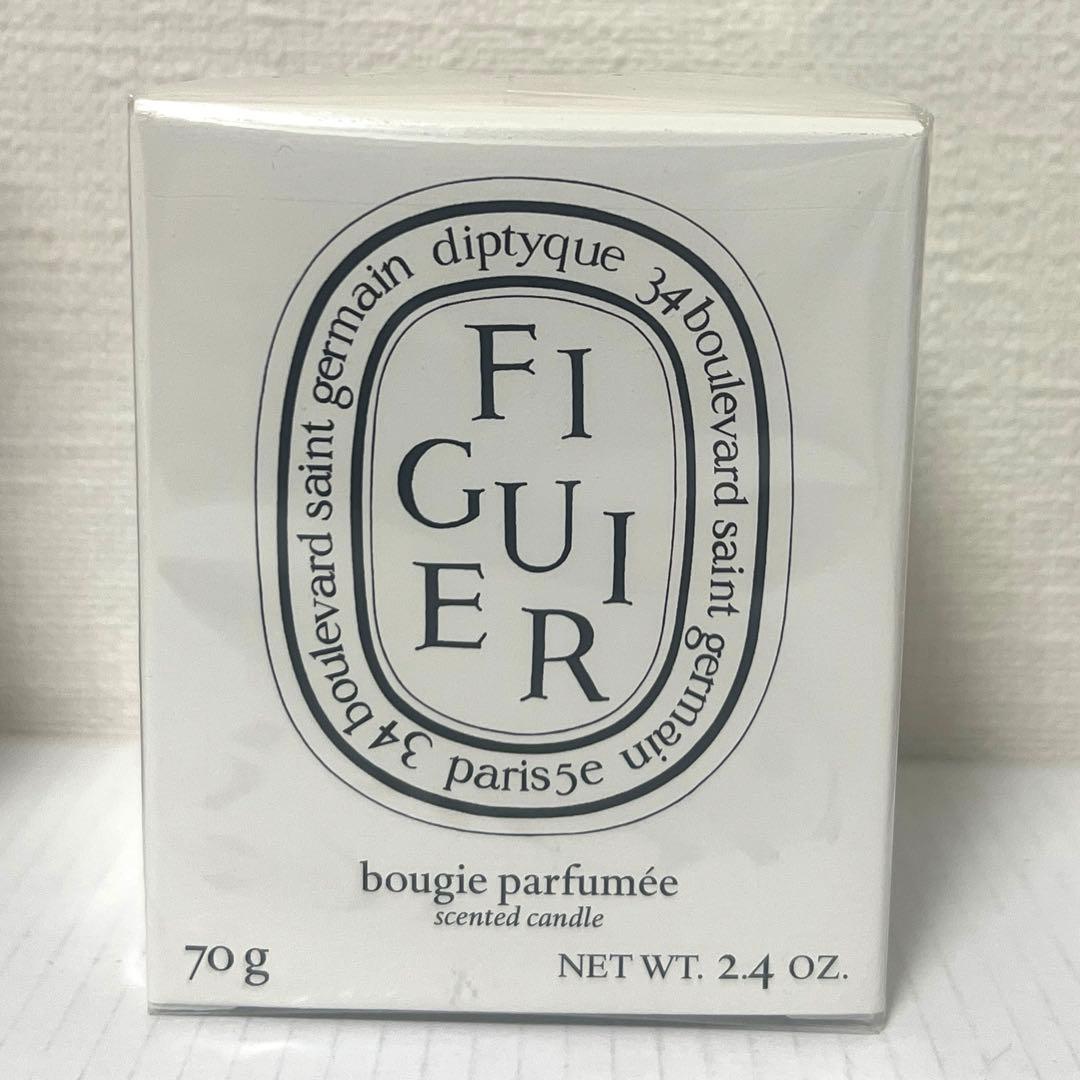 diptyque 34 boulevard saint germain
paris 5e
34 boulevard saint germain
FI
GUI
ER
bougie parfumée
scented candle
70 g
NET WT. 2.4 OZ.